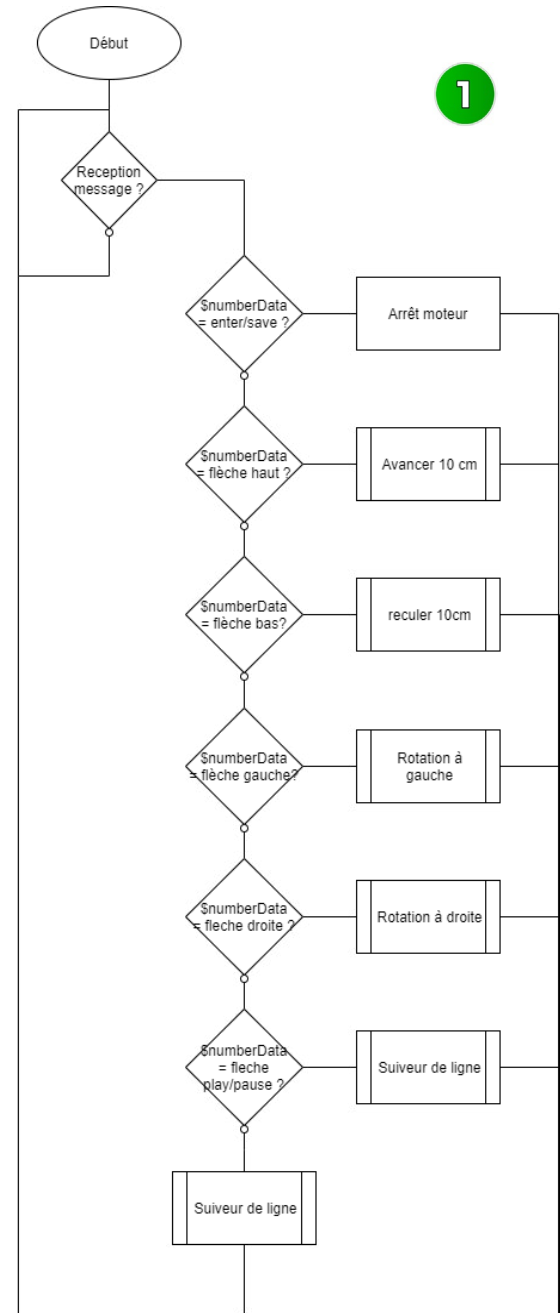 Début
1
Reception
message ?
$numberData
= enter/save ?
Arrêt moteur
$numberData
= flèche haut ?
Avancer 10 cm
$numberData
= flèche bas?
reculer 10cm
$numberData
= flèche gauche?
Rotation à
gauche
$numberData
= fleche droite ?
Rotation à droite
$numberData
= fleche
play/pause ?
Suiveur de ligne
Suiveur de ligne